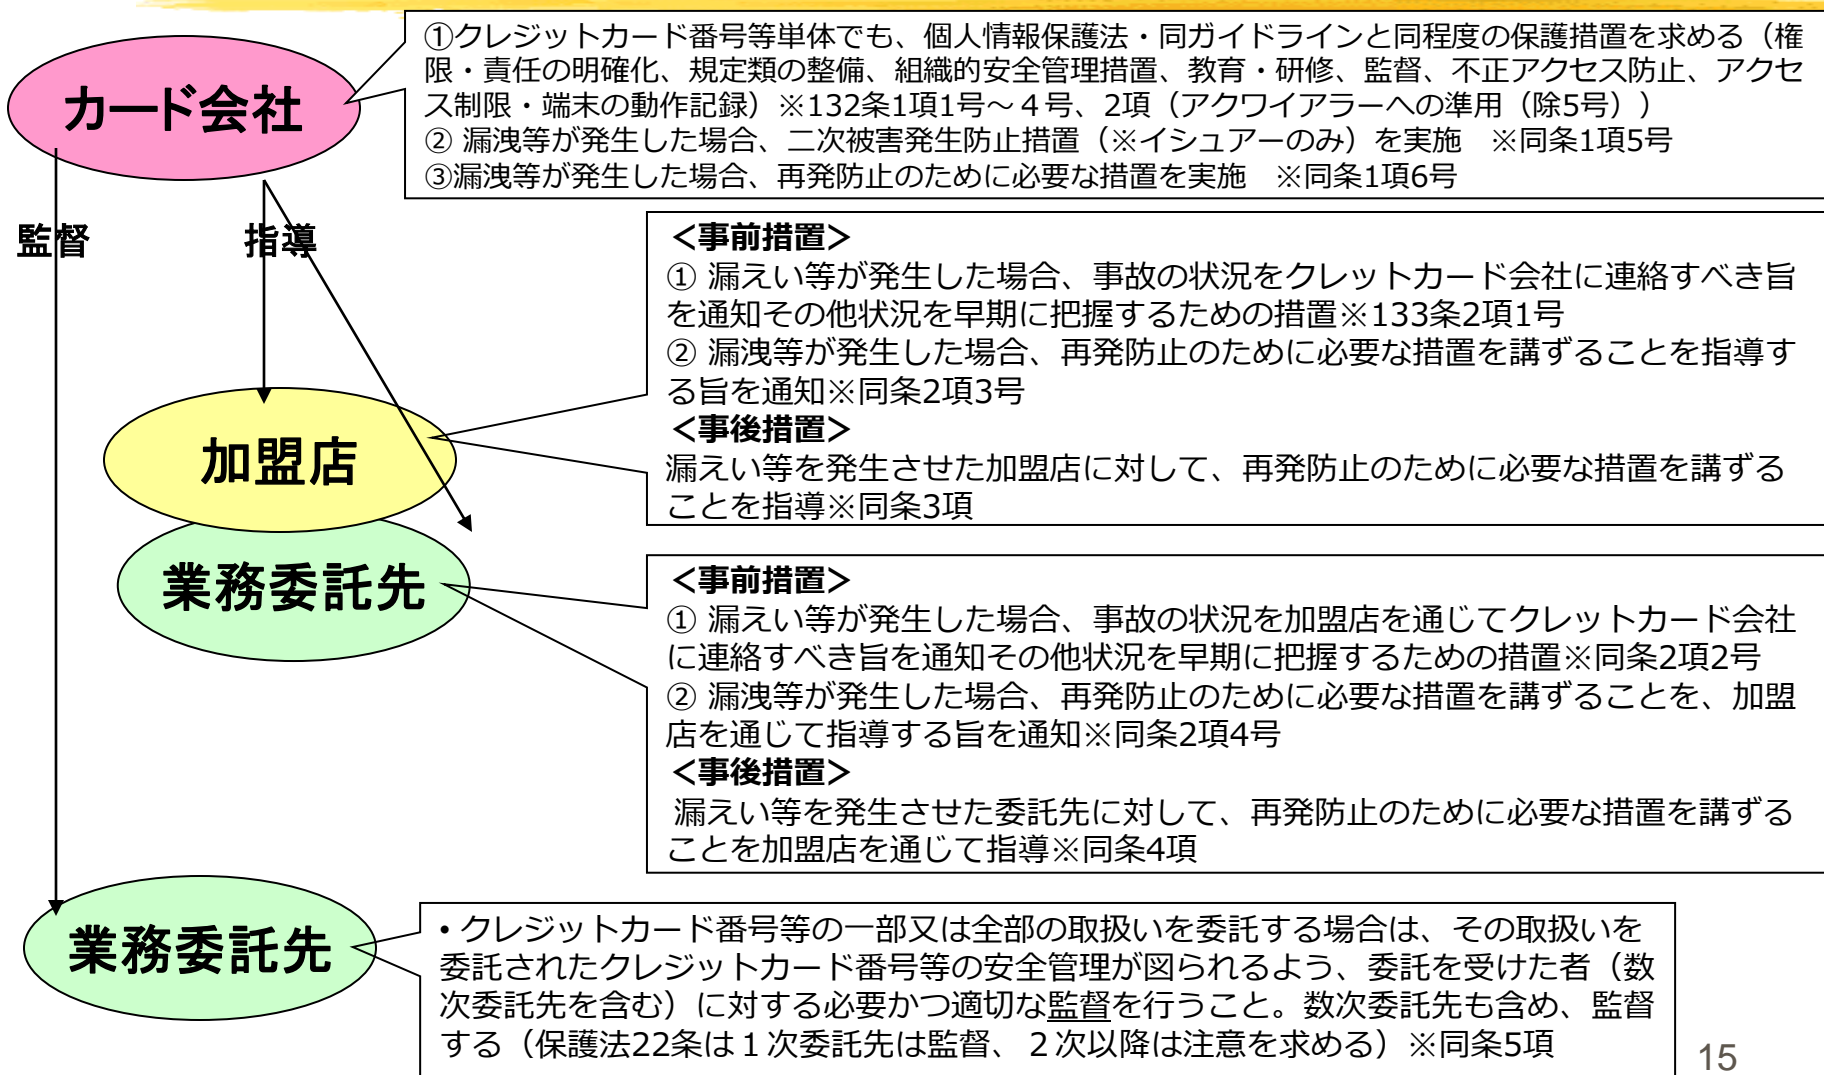 カード会社
①クレジットカード番号等単体でも、個人情報保護法・同ガイドラインと同程度の保護措置を求める（権
限・責任の明確化、規定類の整備、組織的安全管理措置、教育・研修、監督、不正アクセス防止、アクセ
ス制限・端末の動作記録）※132条1項1号～４号、2項（アクワイアラーへの準用（除5号））
② 漏洩等が発生した場合、二次被害発生防止措置（※イシュアーのみ）を実施　※同条1項5号
③漏洩等が発生した場合、再発防止のために必要な措置を実施　※同条1項6号
監督
指導
加盟店
＜事前措置＞
① 漏えい等が発生した場合、事故の状況をクレットカード会社に連絡すべき旨
を通知その他状況を早期に把握するための措置※133条2項1号
② 漏洩等が発生した場合、再発防止のために必要な措置を講ずることを指導す
る旨を通知※同条2項3号
＜事後措置＞
漏えい等を発生させた加盟店に対して、再発防止のために必要な措置を講ずる
ことを指導※同条3項
業務委託先
＜事前措置＞
① 漏えい等が発生した場合、事故の状況を加盟店を通じてクレットカード会社
に連絡すべき旨を通知その他状況を早期に把握するための措置※同条2項2号
② 漏洩等が発生した場合、再発防止のために必要な措置を講ずることを、加盟
店を通じて指導する旨を通知※同条2項4号
＜事後措置＞
漏えい等を発生させた委託先に対して、再発防止のために必要な措置を講ずる
ことを加盟店を通じて指導※同条4項
業務委託先
• クレジットカード番号等の一部又は全部の取扱いを委託する場合は、その取扱いを
委託されたクレジットカード番号等の安全管理が図られるよう、委託を受けた者（数
次委託先を含む）に対する必要かつ適切な監督を行うこと。数次委託先も含め、監督
する（保護法22条は１次委託先は監督、２次以降は注意を求める）※同条5項
15